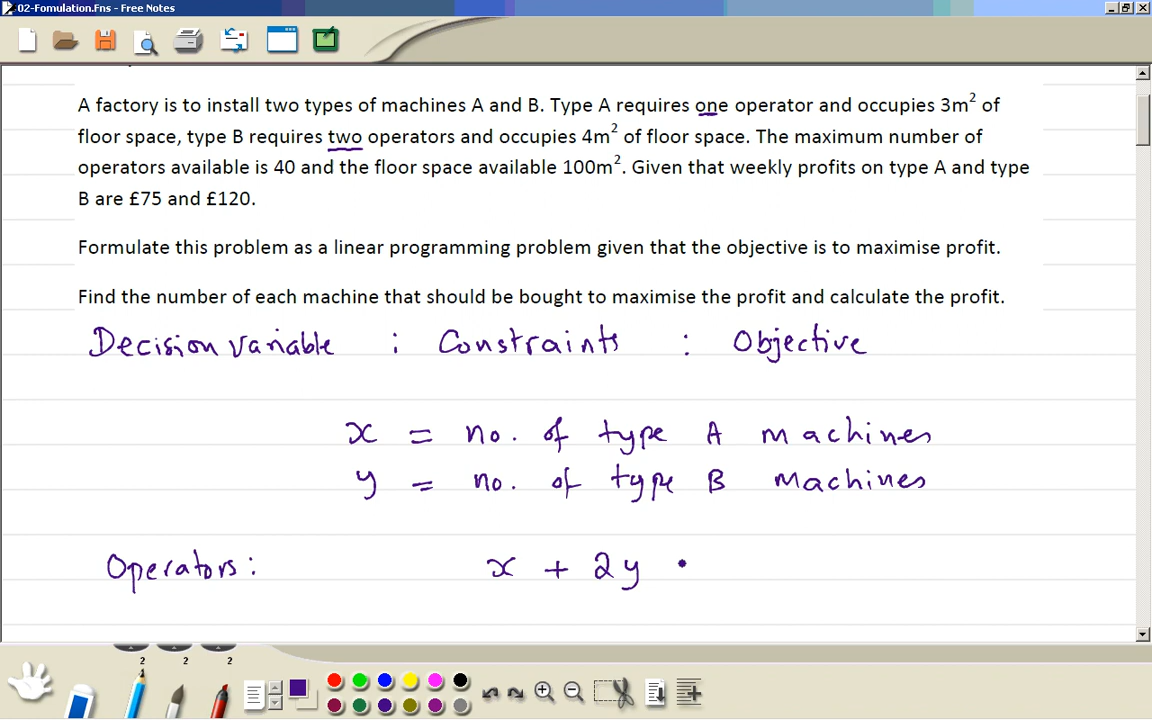 02-Fomulation.Fns - Free Notes
A factory is to install two types of machines A and B. Type A requires one operator and occupies 3m² of
floor space, type B requires two operators and occupies 4m² of floor space. The maximum number of
operators available is 40 and the floor space available 100m². Given that weekly profits on type A and type
B are £75 and £120.
Formulate this problem as a linear programming problem given that the objective is to maximise profit.
Find the number of each machine that should be bought to maximise the profit and calculate the profit.
Decision variable : Constraints : Objective
x = no. of type A machines
y = no. of type B Machines
Operators: x + 2y
2 2 2